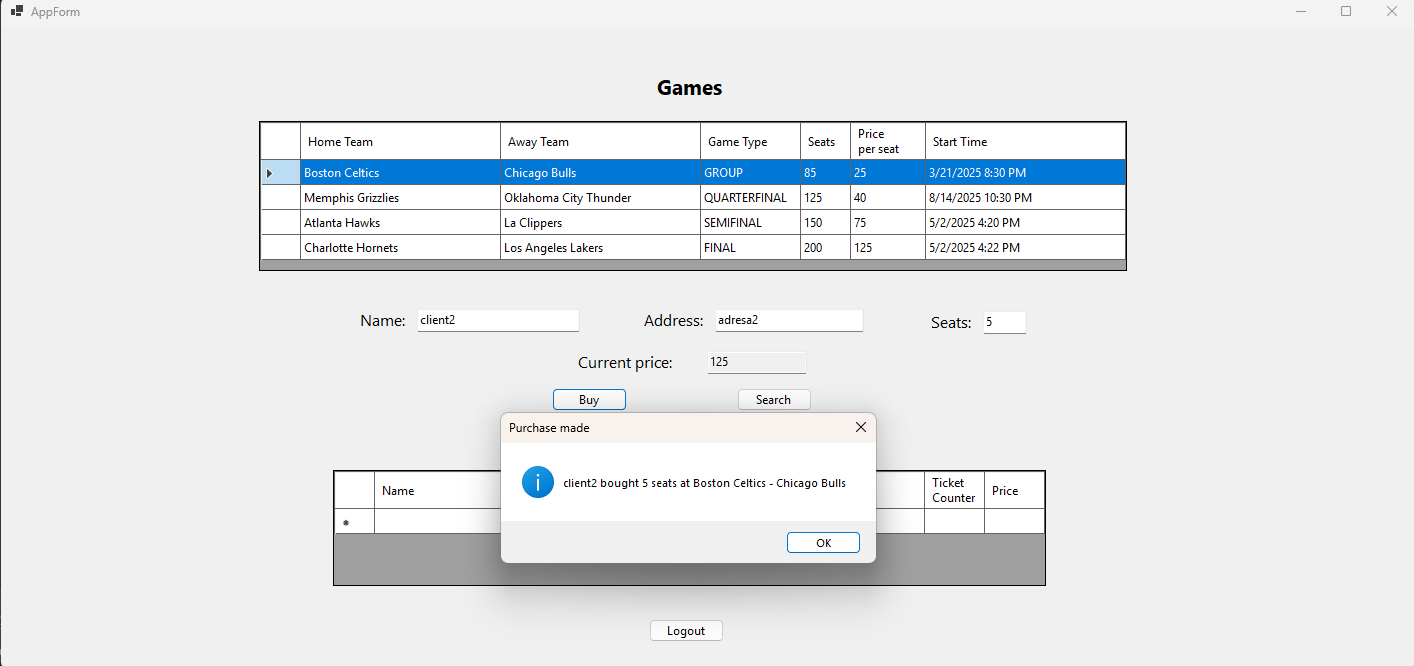 AppForm
Games
Home Team Away Team Game Type Seats Price per seat Start Time
Boston Celtics Chicago Bulls GROUP 85 25 3/21/2025 8:30 PM
Memphis Grizzlies Oklahoma City Thunder QUARTERFINAL 125 40 8/14/2025 10:30 PM
Atlanta Hawks La Clippers SEMIFINAL 150 75 5/2/2025 4:20 PM
Charlotte Hornets Los Angeles Lakers FINAL 200 125 5/2/2025 4:22 PM
Name: client2 Address: adresa2 Seats: 5
Current price: 125
Buy Search
Purchase made
client2 bought 5 seats at Boston Celtics - Chicago Bulls
OK
Name Ticket Counter Price
Logout